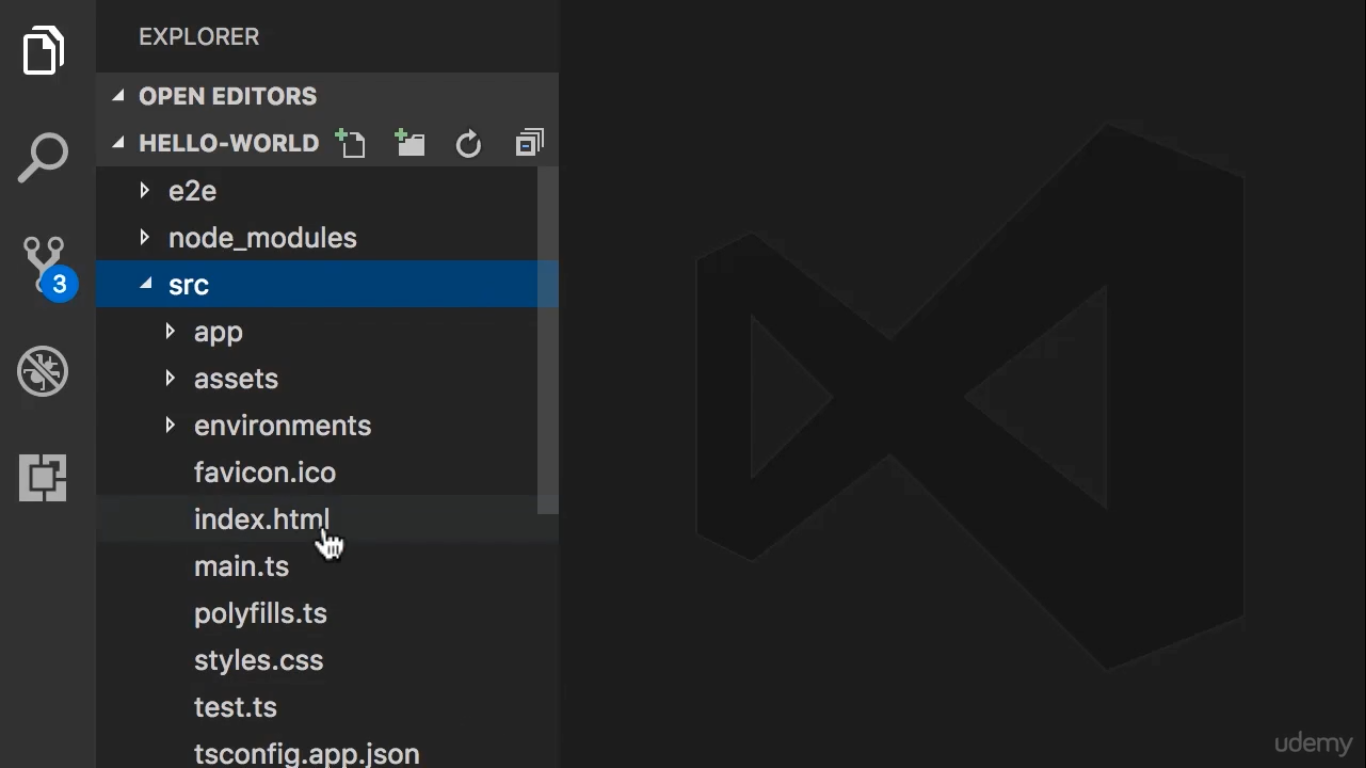 EXPLORER
OPEN EDITORS
HELLO-WORLD
e2e
node_modules
3
src
app
assets
environments
favicon.ico
index.html
main.ts
polyfills.ts
styles.css
test.ts
tsconfig.app.json
udemy